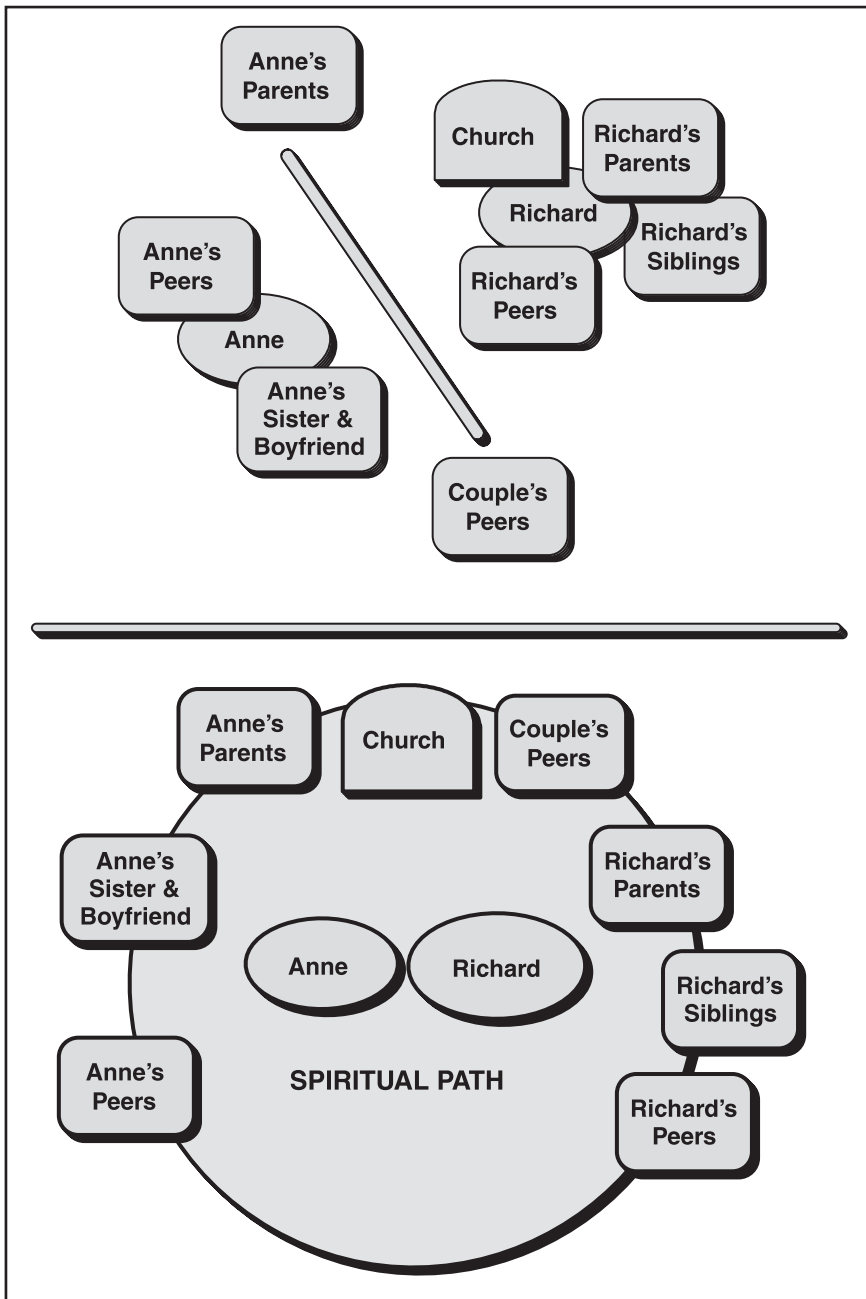 Anne’s
Parents
Church
Richard’s
Parents
Richard
Richard’s
Siblings
Anne’s
Peers
Richard’s
Peers
Anne
Anne’s
Sister &
Boyfriend
Couple’s
Peers
Anne’s
Parents
Church
Couple’s
Peers
Anne’s
Sister &
Boyfriend
Richard’s
Parents
Anne
Richard
Richard’s
Siblings
Anne’s
Peers
SPIRITUAL PATH
Richard’s
Peers